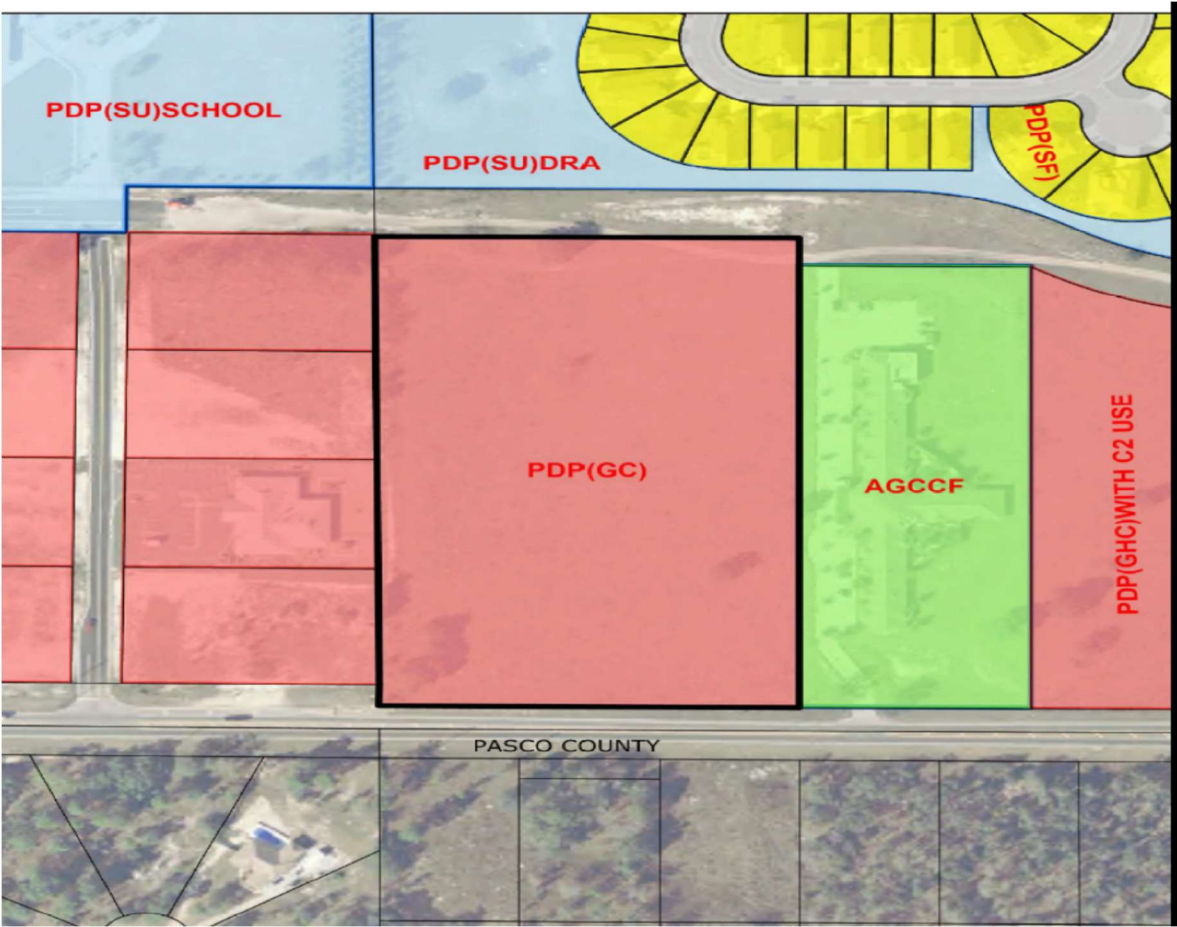 PDP(SU)SCHOOL
PDP(SU)DRA
PDP(SF)
PDP(GC)
AGCCF
PDP(GHC)WITH C2 USE
PASCO COUNTY